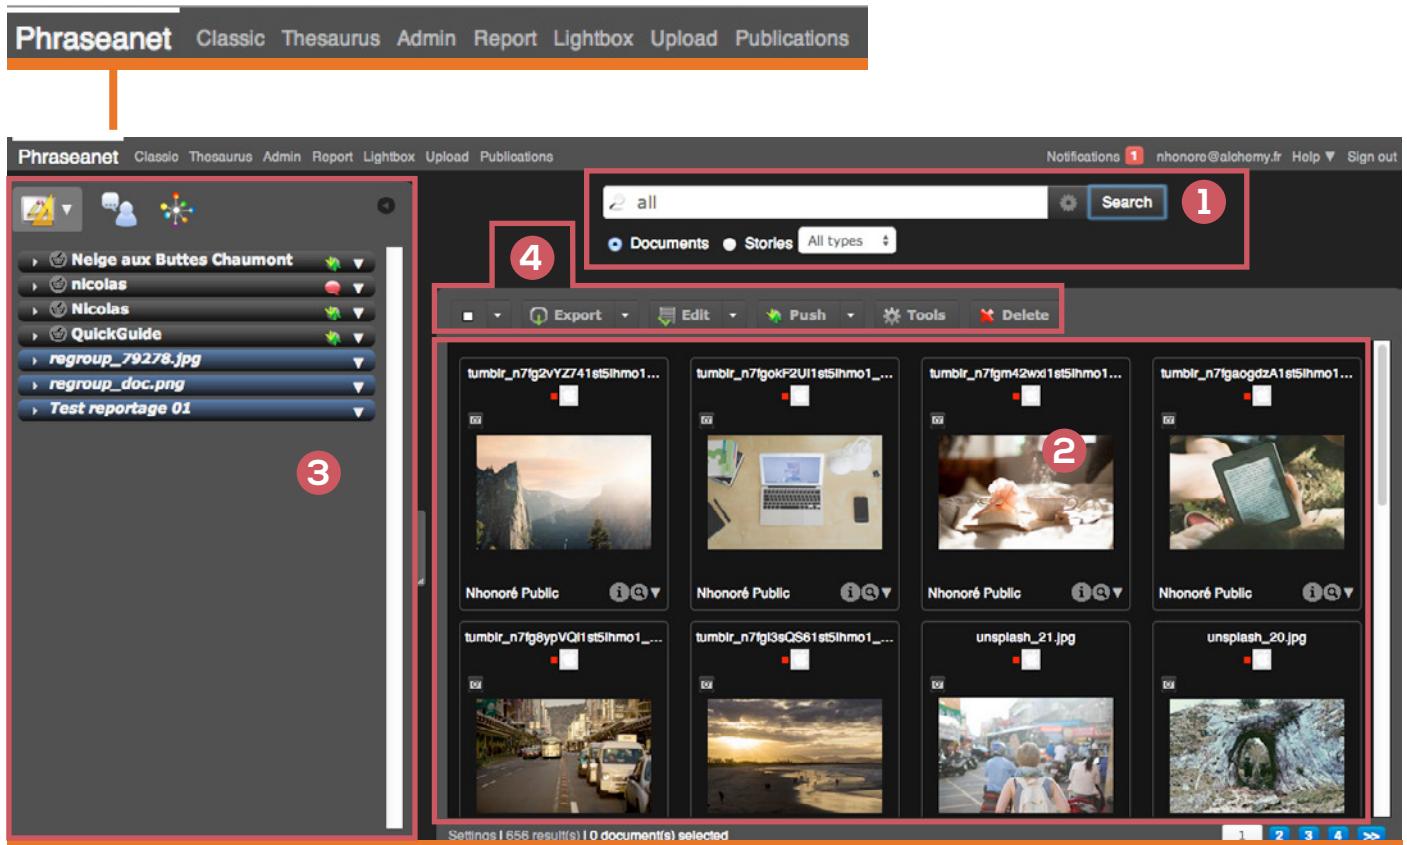 Phraseanet Classic Thesaurus Admin Report Lightbox Upload Publications
Phraseanet Classic Thesaurus Admin Report Lightbox Upload Publications Notifications 1 nhonore@alchemy.fr Help ▼ Sign out
all Search 1
Documents Stories All types
4
Neige aux Buttes Chaumont
nicolas
Nicolas
QuickGuide
regroup_79278.jpg
regroup_doc.png
Test reportage 01
3
Export Edit Push Tools Delete
tumblr_n7fg2vYZ741st5lhmo1... tumblr_n7fgokF2Ul1st5lhmo1_... tumblr_n7fgm42wxl1st5lhmo1... tumblr_n7fgaogdzA1st5lhmo1...
2
Nhonoré Public Nhonoré Public Nhonoré Public Nhonoré Public
tumblr_n7fg8ypVQl1st5lhmo1_... tumblr_n7fgl3sQS61st5lhmo1_... unsplash_21.jpg unsplash_20.jpg
Settings | 656 result(s) | 0 document(s) selected 1 2 3 4 >>